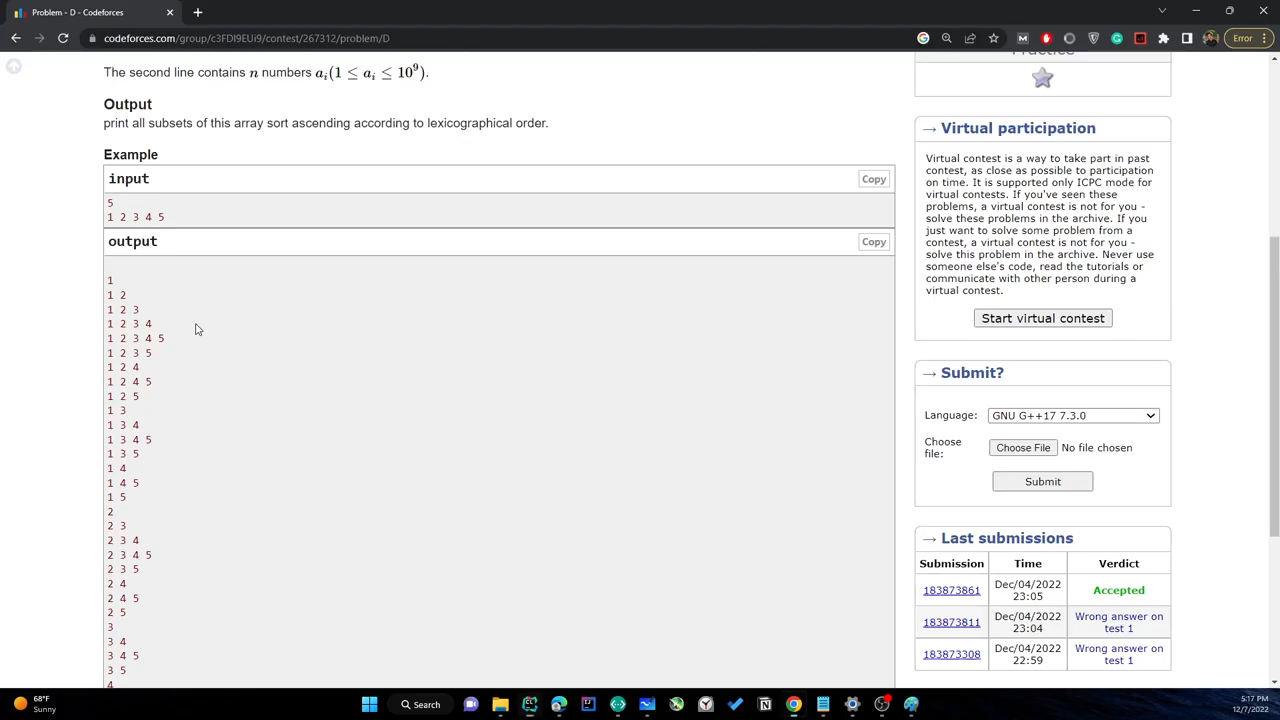 Problem - D - Codeforces
codeforces.com/group/c3FDI9EUi9/contest/267312/problem/D
Error
The second line contains n numbers ai(1 ≤ ai ≤ 10^9).
Output
print all subsets of this array sort ascending according to lexicographical order.
Example
input
Copy
5
1 2 3 4 5
output
Copy
1
1 2
1 2 3
1 2 3 4
1 2 3 4 5
1 2 3 5
1 2 4
1 2 4 5
1 2 5
1 3
1 3 4
1 3 4 5
1 3 5
1 4
1 4 5
1 5
2
2 3
2 3 4
2 3 4 5
2 3 5
2 4
2 4 5
2 5
3
3 4
3 4 5
3 5
4
Practice
→ Virtual participation
Virtual contest is a way to take part in past
contest, as close as possible to participation
on time. It is supported only ICPC mode for
virtual contests. If you've seen these
problems, a virtual contest is not for you -
solve these problems in the archive. If you
just want to solve some problem from a
contest, a virtual contest is not for you -
solve this problem in the archive. Never use
someone else's code, read the tutorials or
communicate with other person during a
virtual contest.
Start virtual contest
→ Submit?
Language:
GNU G++17 7.3.0
Choose
file:
Choose File No file chosen
Submit
→ Last submissions
Submission Time Verdict
183873861 Dec/04/2022 23:05 Accepted
183873811 Dec/04/2022 23:04 Wrong answer on test 1
183873308 Dec/04/2022 22:59 Wrong answer on test 1
68°F
Sunny
Search
5:17 PM
12/7/2022